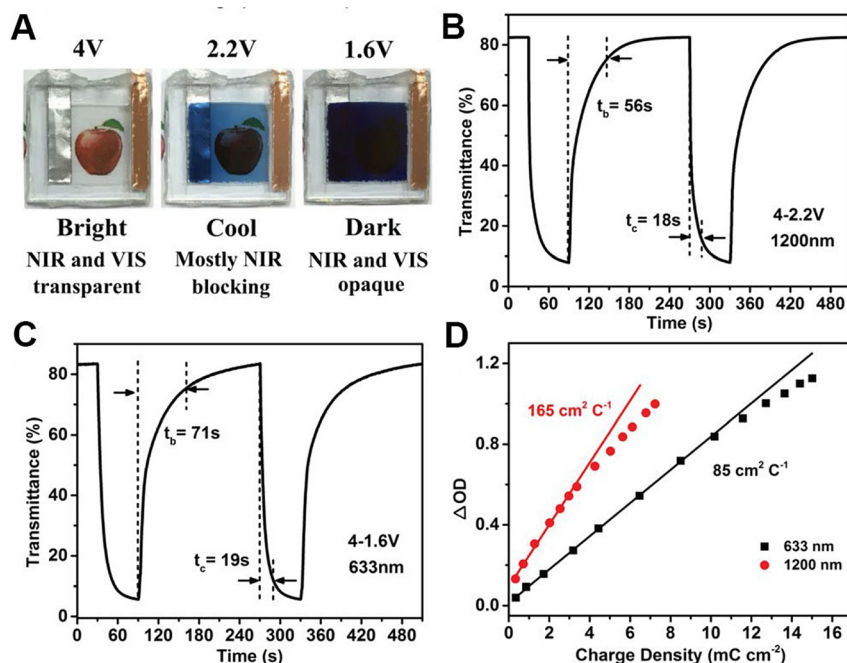 A
4V 2.2V 1.6V
Bright Cool Dark
NIR and VIS Mostly NIR NIR and VIS
transparent blocking opaque
B
Transmittance (%)
80
60
40
20
0
t_b= 56s
t_c= 18s
4-2.2V
1200nm
0 60 120 180 240 300 360 420 480
Time (s)
C
Transmittance (%)
80
60
40
20
0
t_b= 71s
t_c= 19s
4-1.6V
633nm
0 60 120 180 240 300 360 420 480
Time (s)
D
△OD
1.2
0.8
0.4
0.0
165 cm² C⁻¹
85 cm² C⁻¹
633 nm
1200 nm
0 2 4 6 8 10 12 14 16
Charge Density (mC cm⁻²)